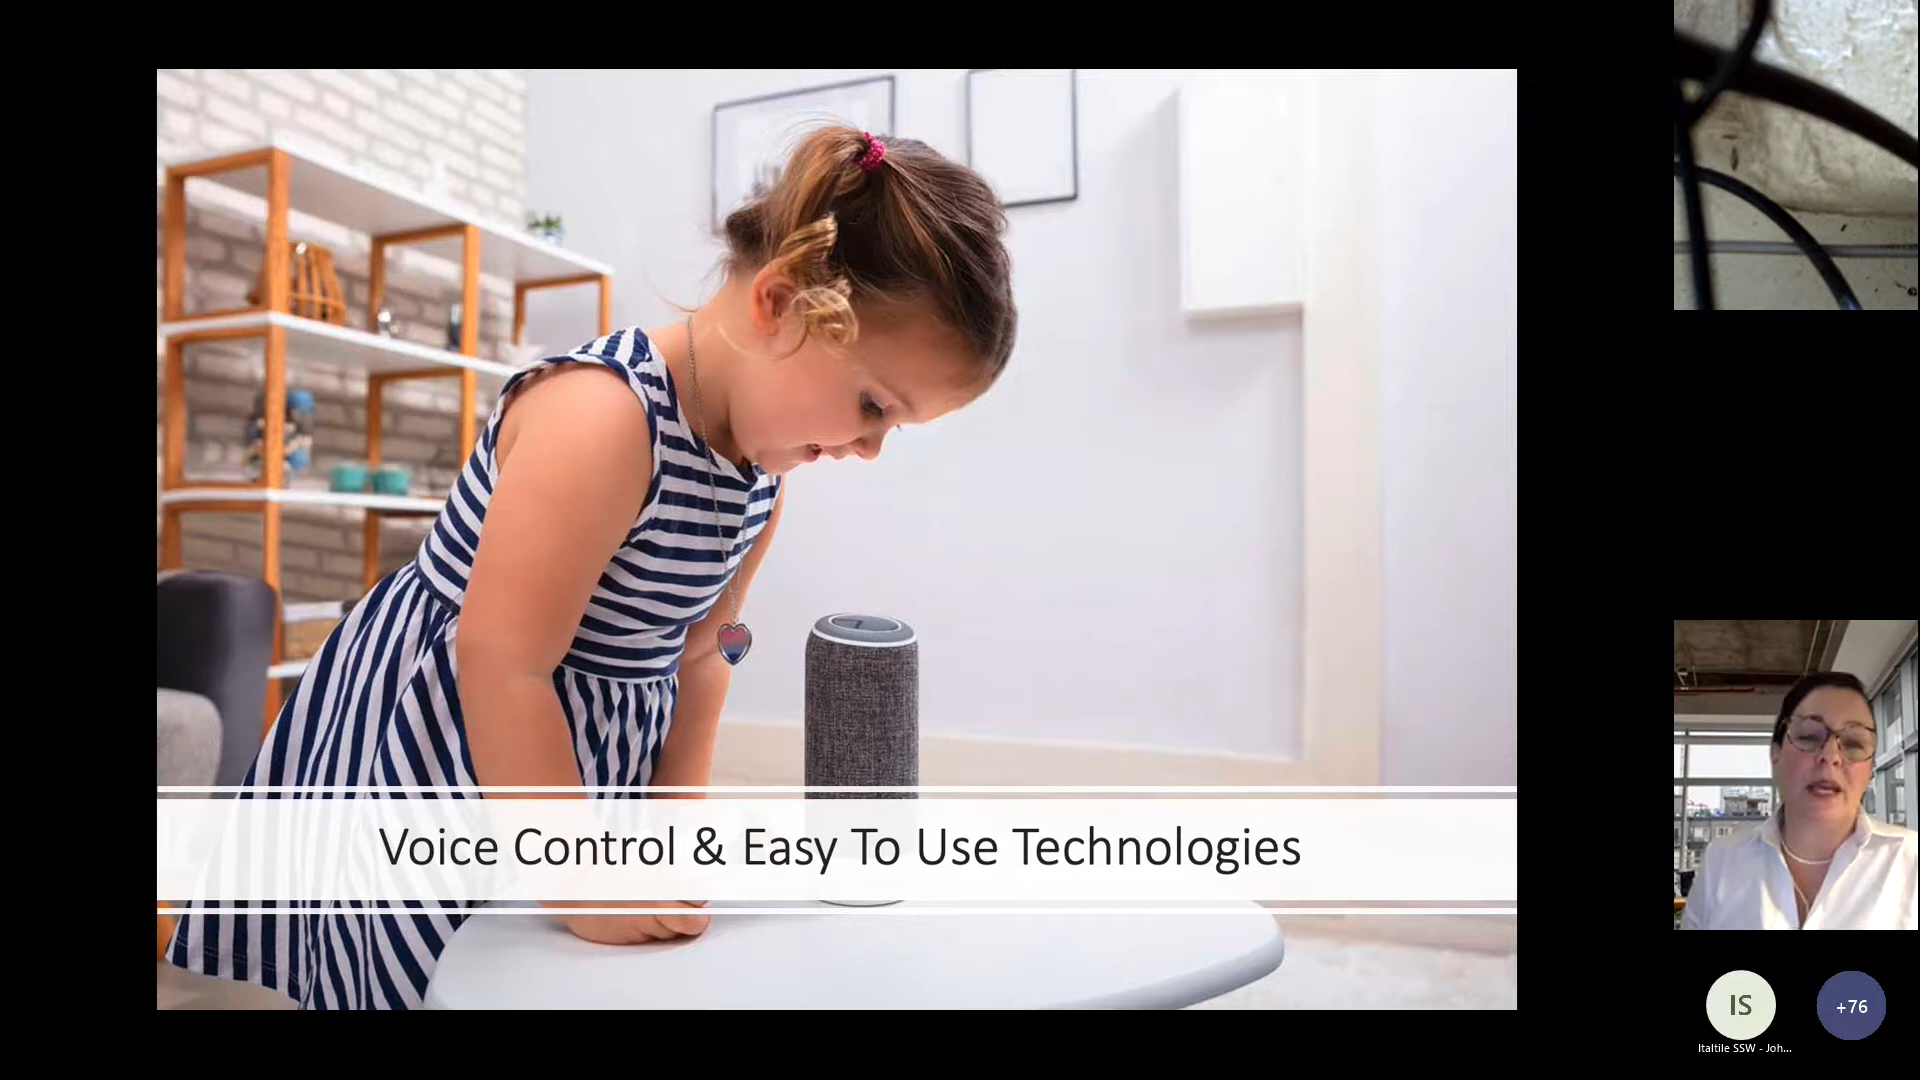 Voice Control & Easy To Use Technologies
IS
+76
Italtile SSW - Joh...